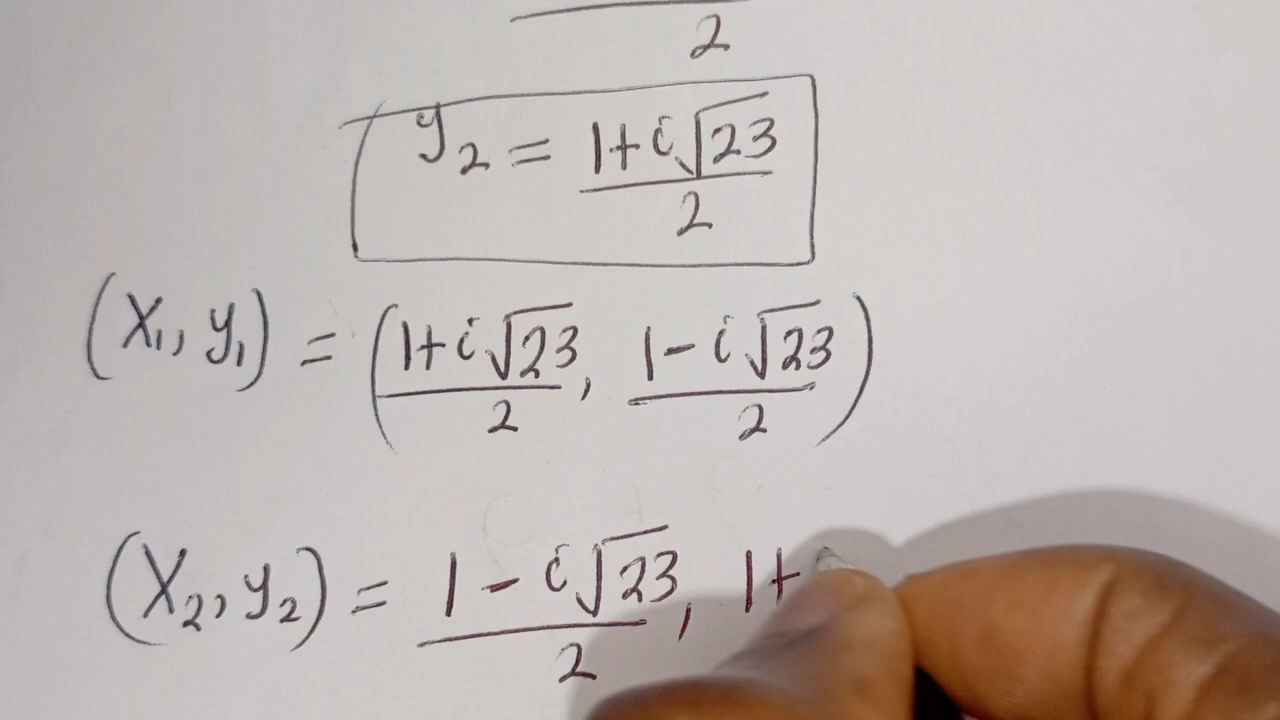 2
y₂ = (1+i√23)/2
(x₁, y₁) = ((1+i√23)/2, (1-i√23)/2)
(x₂, y₂) = (1-i√23)/2, 1+